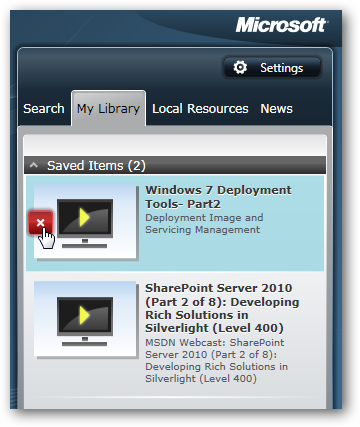 Microsoft
Settings
Search My Library Local Resources News
Saved Items (2)
Windows 7 Deployment
Tools- Part2
Deployment Image and
Servicing Management
SharePoint Server 2010
(Part 2 of 8): Developing
Rich Solutions in
Silverlight (Level 400)
MSDN Webcast: SharePoint
Server 2010 (Part 2 of 8):
Developing Rich Solutions in
Silverlight (Level 400)